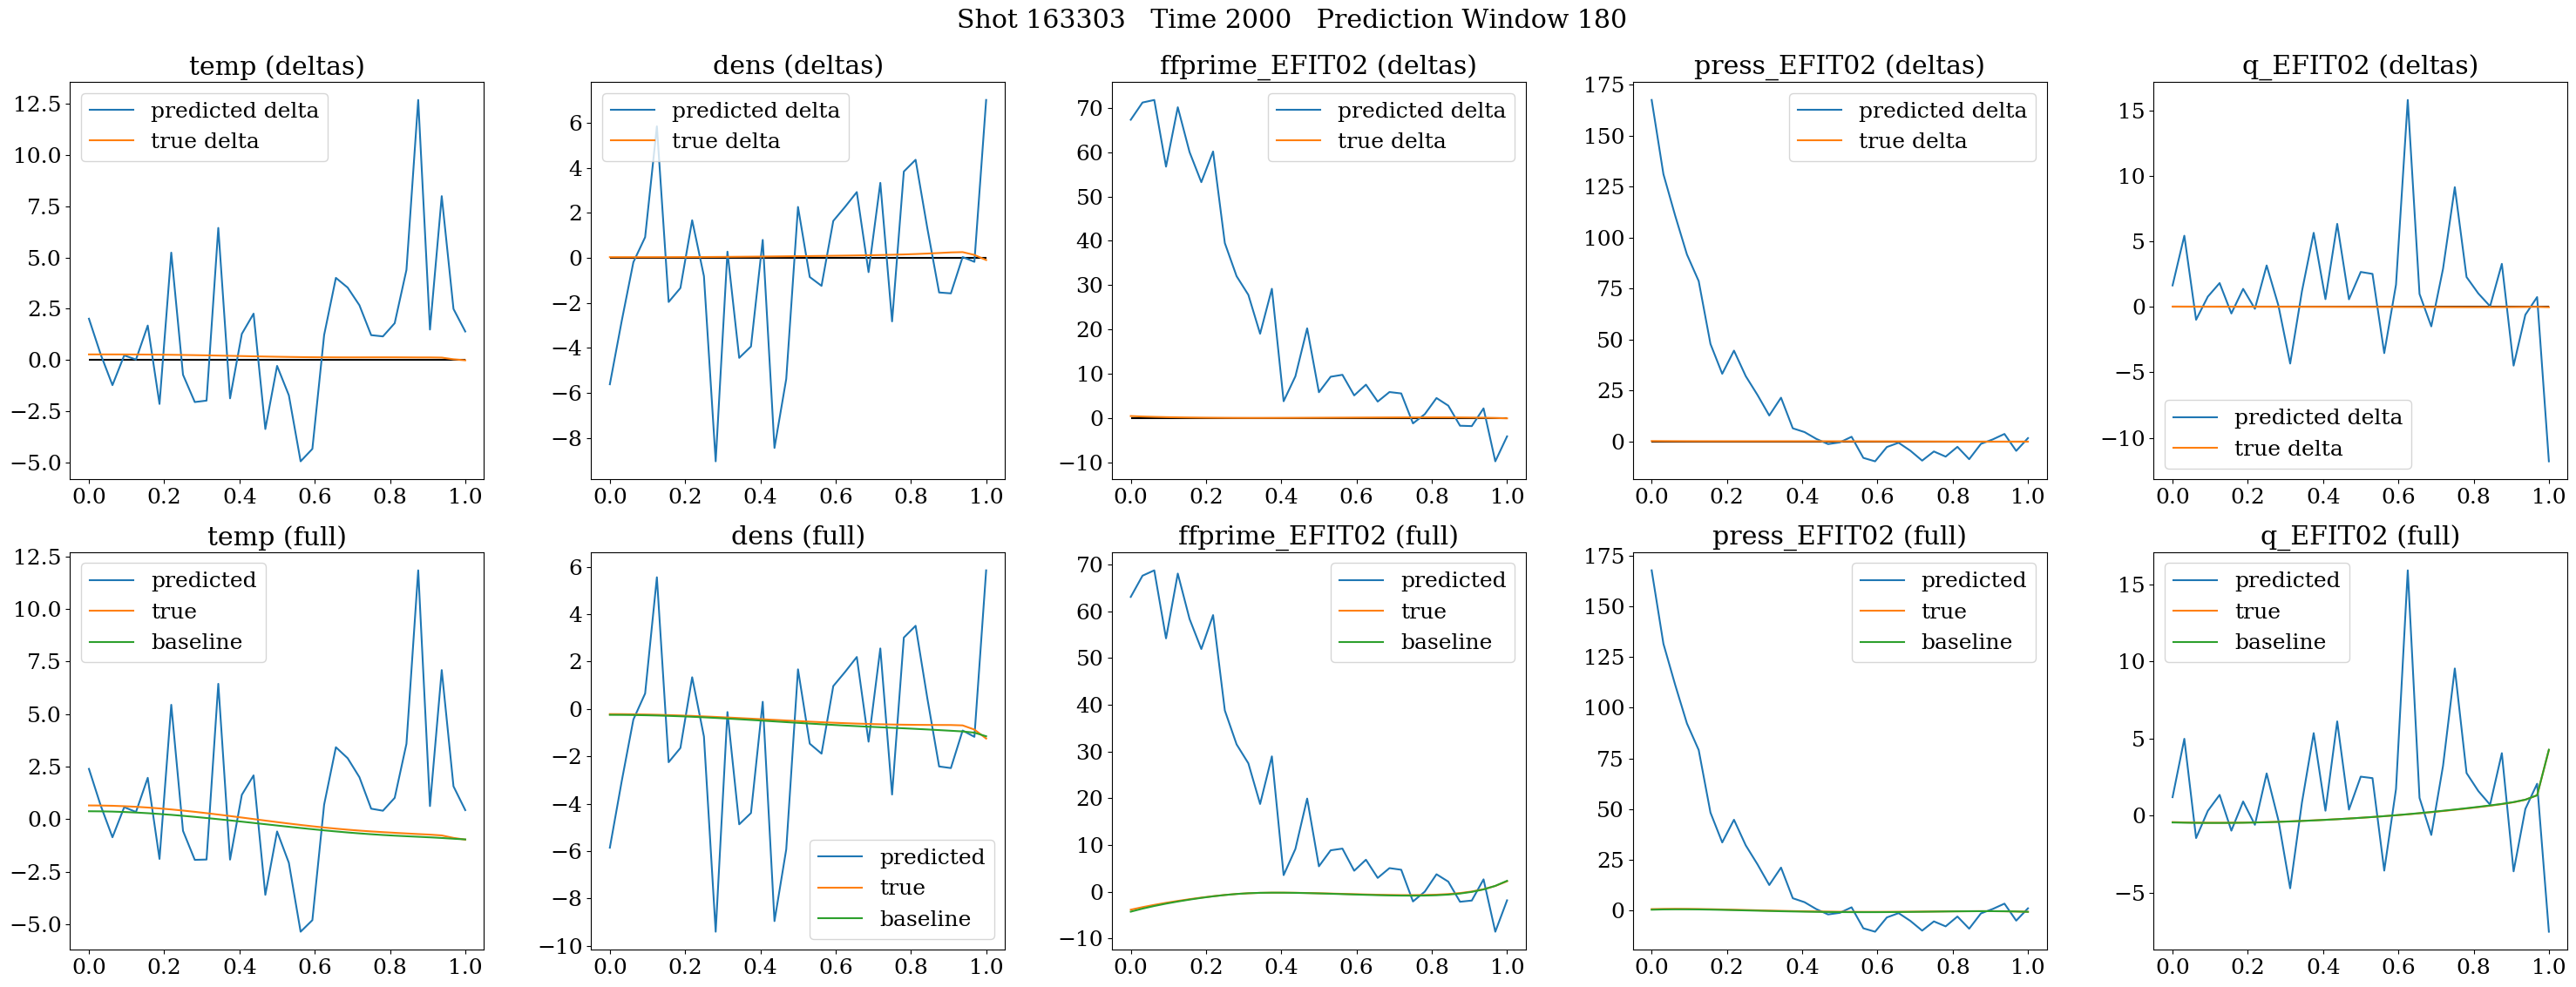 Shot 163303   Time 2000   Prediction Window 180
temp (deltas)
12.5
10.0
7.5
5.0
2.5
0.0
−2.5
−5.0
predicted delta
true delta
0.0 0.2 0.4 0.6 0.8 1.0
dens (deltas)
6
4
2
0
−2
−4
−6
−8
predicted delta
true delta
0.0 0.2 0.4 0.6 0.8 1.0
ffprime_EFIT02 (deltas)
70
60
50
40
30
20
10
0
−10
predicted delta
true delta
0.0 0.2 0.4 0.6 0.8 1.0
press_EFIT02 (deltas)
175
150
125
100
75
50
25
0
predicted delta
true delta
0.0 0.2 0.4 0.6 0.8 1.0
q_EFIT02 (deltas)
15
10
5
0
−5
−10
predicted delta
true delta
0.0 0.2 0.4 0.6 0.8 1.0
temp (full)
12.5
10.0
7.5
5.0
2.5
0.0
−2.5
−5.0
predicted
true
baseline
0.0 0.2 0.4 0.6 0.8 1.0
dens (full)
6
4
2
0
−2
−4
−6
−8
−10
predicted
true
baseline
0.0 0.2 0.4 0.6 0.8 1.0
ffprime_EFIT02 (full)
70
60
50
40
30
20
10
0
−10
predicted
true
baseline
0.0 0.2 0.4 0.6 0.8 1.0
press_EFIT02 (full)
175
150
125
100
75
50
25
0
predicted
true
baseline
0.0 0.2 0.4 0.6 0.8 1.0
q_EFIT02 (full)
15
10
5
0
−5
predicted
true
baseline
0.0 0.2 0.4 0.6 0.8 1.0